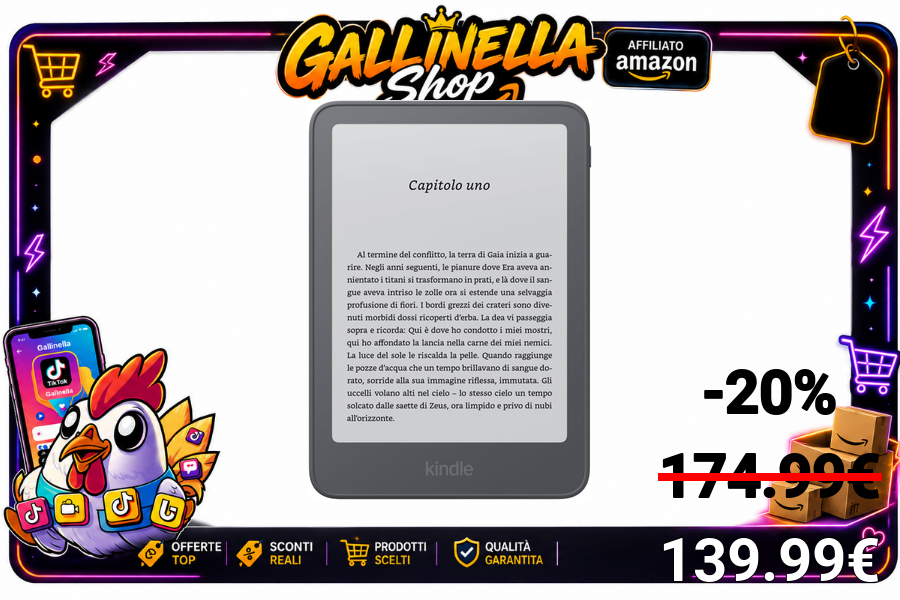 GALLINELLA
Shop
AFFILIATO
amazon
Capitolo uno
Al termine del conflitto, la terra di Gaia inizia a gua-
rire. Negli anni seguenti, le pianure dove Era aveva an-
nientato i titani si trasformano in prati, e là dove il san-
gue aveva intriso le zolle ora si estende una selvaggia
profusione di fiori. I bordi grezzi dei crateri sono dive-
nuti morbidi dossi ricoperti d'erba. La dea vi passeggia
sopra e ricorda: Qui è dove ho condotto i miei mostri,
qui ho affondato la lancia nella carne dei miei nemici.
La luce del sole le riscalda la pelle. Quando raggiunge
le pozze d'acqua che un tempo brillavano di sangue do-
rato, sorride alla sua immagine riflessa, immutata. Gli
uccelli volano alti nel cielo – lo stesso cielo un tempo
solcato dalle saette di Zeus, ora limpido e privo di nubi
all'orizzonte.
kindle
Gallinella
TikTok
Gallinella
-20%
174.99€
139.99€
OFFERTE
TOP
SCONTI
REALI
PRODOTTI
SCELTI
QUALITÀ
GARANTITA